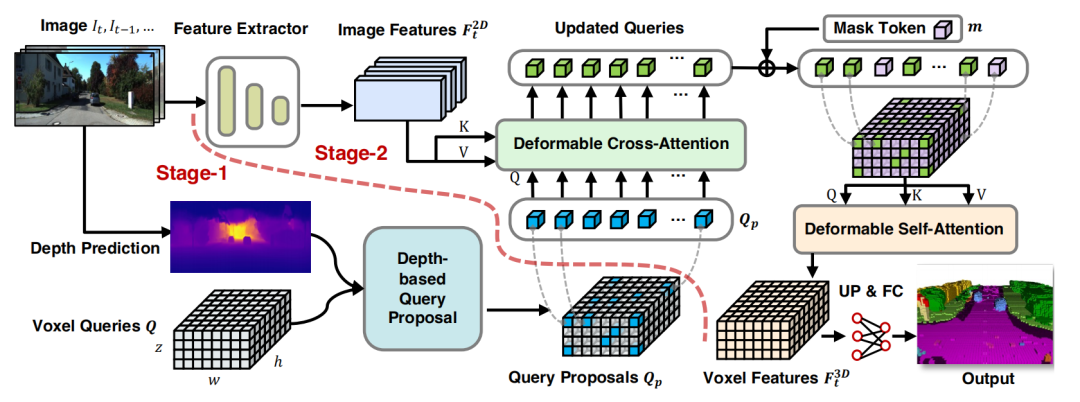 Image I_t, I_{t−1}, ...
Feature Extractor
Image Features F_t^{2D}
Updated Queries
Mask Token m
...
...
...
K
V
Stage-2
Stage-1
Deformable Cross-Attention
Q
...
... Q_p
Q K V
Deformable Self-Attention
Depth Prediction
Depth-
based
Query
Proposal
Voxel Queries Q
z
w
h
Query Proposals Q_p
UP & FC
Voxel Features F_t^{3D}
Output